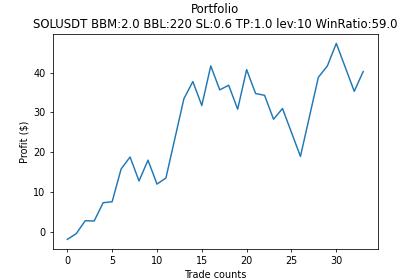 Portfolio
SOLUSDT BBM:2.0 BBL:220 SL:0.6 TP:1.0 lev:10 WinRatio:59.0
Profit ($)
40
30
20
10
0
0 5 10 15 20 25 30
Trade counts